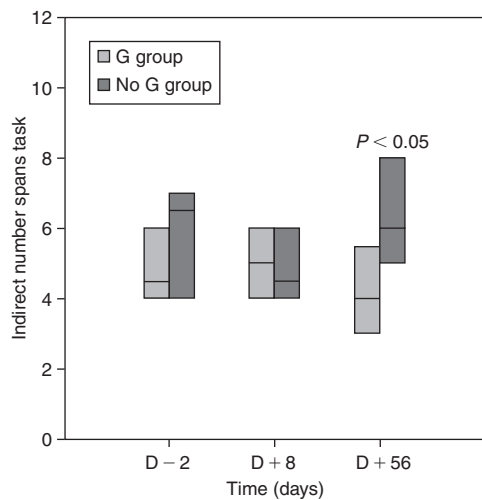 12
10
8
6
4
2
0
Indirect number spans task
G group
No G group
P < 0.05
D − 2
D + 8
D + 56
Time (days)